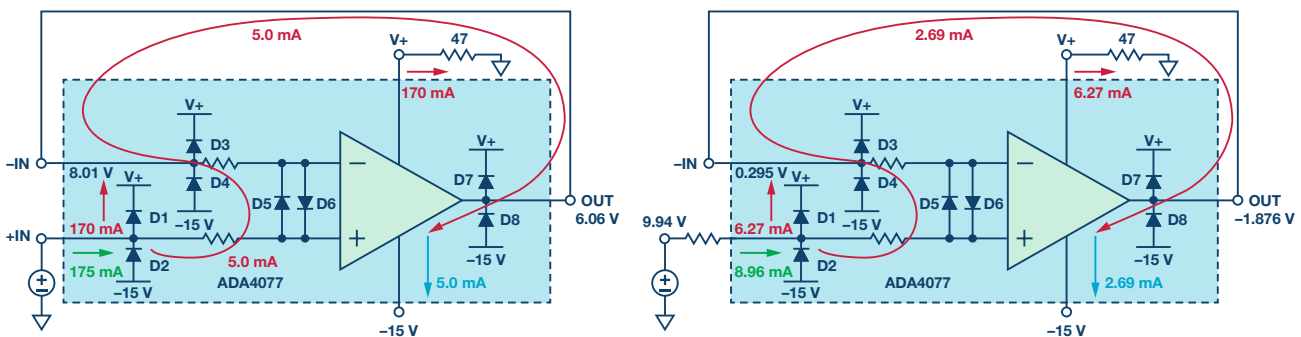 5.0 mA
V+
47
170 mA
V+
D3
–IN
8.01 V
D4
V+
–15 V
D1
170 mA
+IN
175 mA
D2
–15 V
5.0 mA
ADA4077
D5
D6
–
+
V+
D7
D8
–15 V
OUT
6.06 V
5.0 mA
–15 V
2.69 mA
V+
47
6.27 mA
V+
D3
–IN
0.295 V
D4
V+
–15 V
D1
6.27 mA
9.94 V
+IN
8.96 mA
D2
–15 V
ADA4077
D5
D6
–
+
V+
D7
D8
–15 V
OUT
–1.876 V
2.69 mA
–15 V